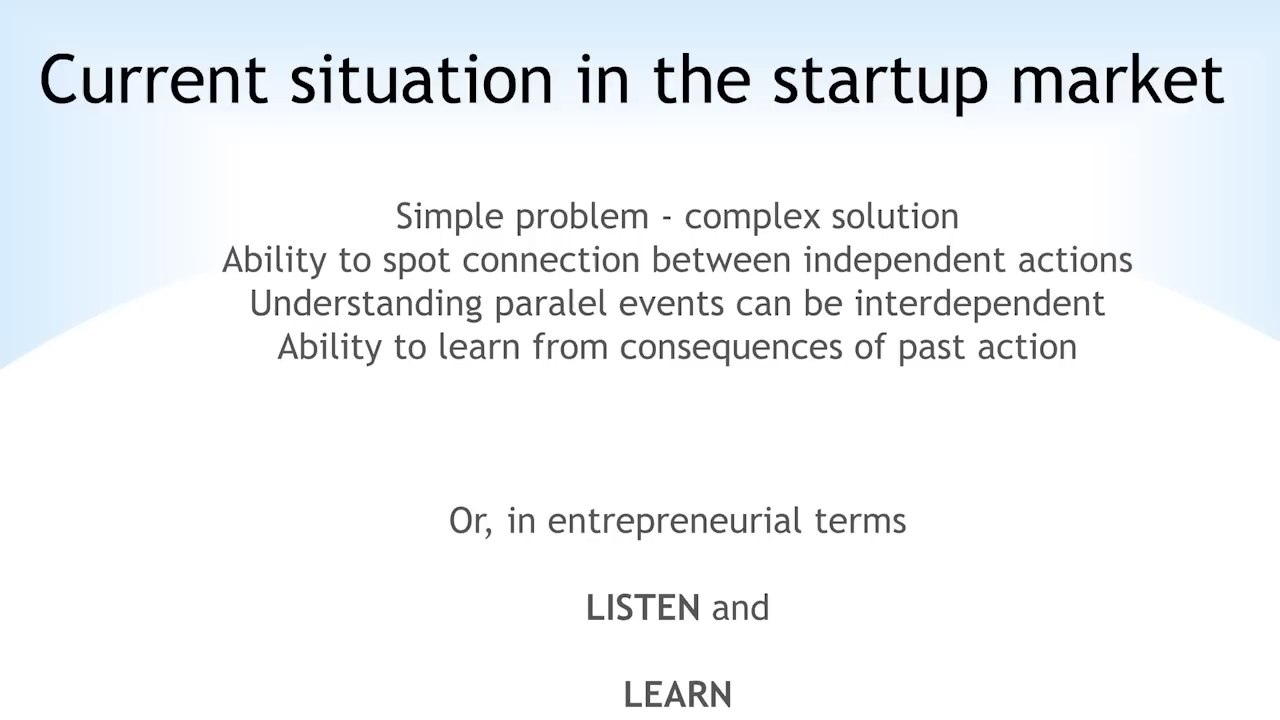 Current situation in the startup market
Simple problem - complex solution
Ability to spot connection between independent actions
Understanding paralel events can be interdependent
Ability to learn from consequences of past action
Or, in entrepreneurial terms
LISTEN and
LEARN